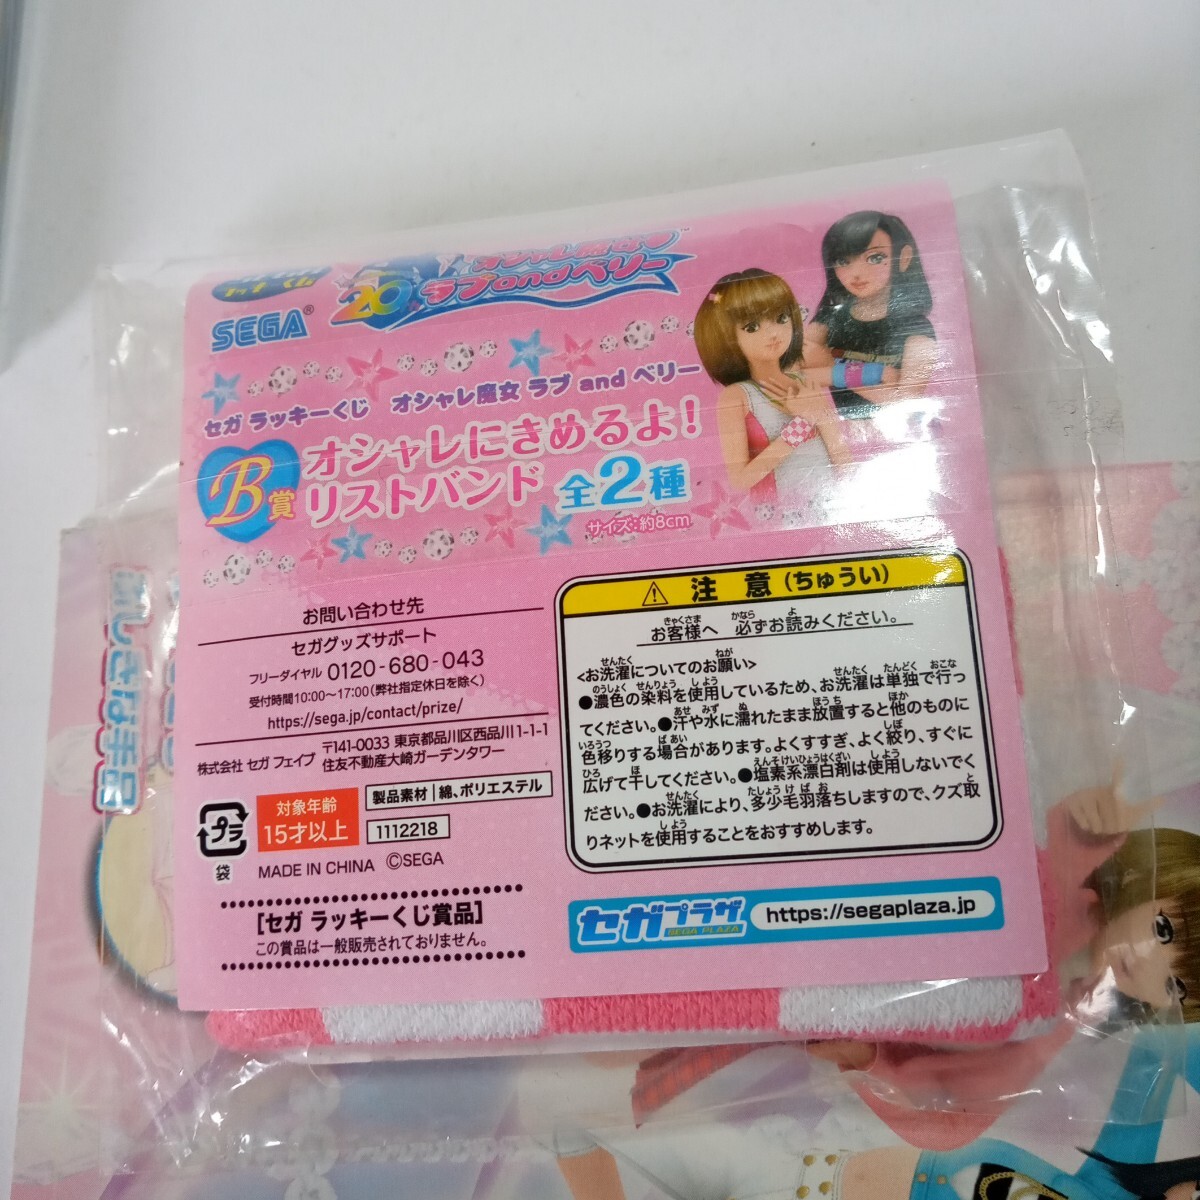 ラッキーくじ
SEGA®
20
オシャレ魔女
ラブandベリー™
セガ ラッキーくじ オシャレ魔女 ラブ and ベリー
B賞
オシャレにきめるよ!
リストバンド 全2種
サイズ:約8cm
お問い合わせ先
セガグッズサポート
フリーダイヤル 0120-680-043
受付時間10:00～17:00(弊社指定休日を除く)
https://sega.jp/contact/prize/
株式会社 セガ フェイブ 〒141-0033 東京都品川区西品川1-1-1
住友不動産大崎ガーデンタワー
プラ
袋
対象年齢
15才以上
製品素材 綿、ポリエステル
1112218
MADE IN CHINA ©SEGA
[セガ ラッキーくじ賞品]
この賞品は一般販売されておりません。
注意(ちゅうい)
お客様へ 必ずお読みください。
<お洗濯についてのお願い>
●濃色の染料を使用しているため、お洗濯は単独で行っ
てください。●汗や水に濡れたまま放置すると他のものに
色移りする場合があります。よくすすぎ、よく絞り、すぐに
広げて干してください。●塩素系漂白剤は使用しないでく
ださい。●お洗濯により、多少毛羽落ちしますので、クズ取
りネットを使用することをおすすめします。
セガプラザ
SEGA PLAZA
https://segaplaza.jp